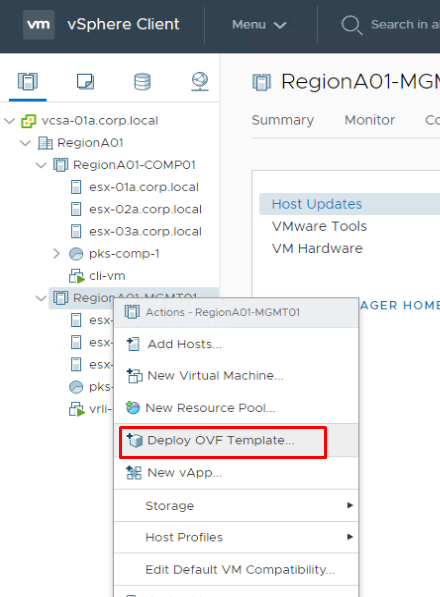 vm vSphere Client Menu Search in al
RegionA01-MGM
vcsa-01a.corp.local
RegionA01
Summary Monitor Co
RegionA01-COMP01
esx-01a.corp.local
Host Updates
esx-02a.corp.local
VMware Tools
esx-03a.corp.local
VM Hardware
pks-comp-1
cli-vm
RegionA01-MGMT01
AGER HOME
Actions - RegionA01-MGMT01
esx-
Add Hosts...
esx-
New Virtual Machine...
esx-
pks-
New Resource Pool...
vrli-
Deploy OVF Template...
New vApp...
Storage
Host Profiles
Edit Default VM Compatibility...